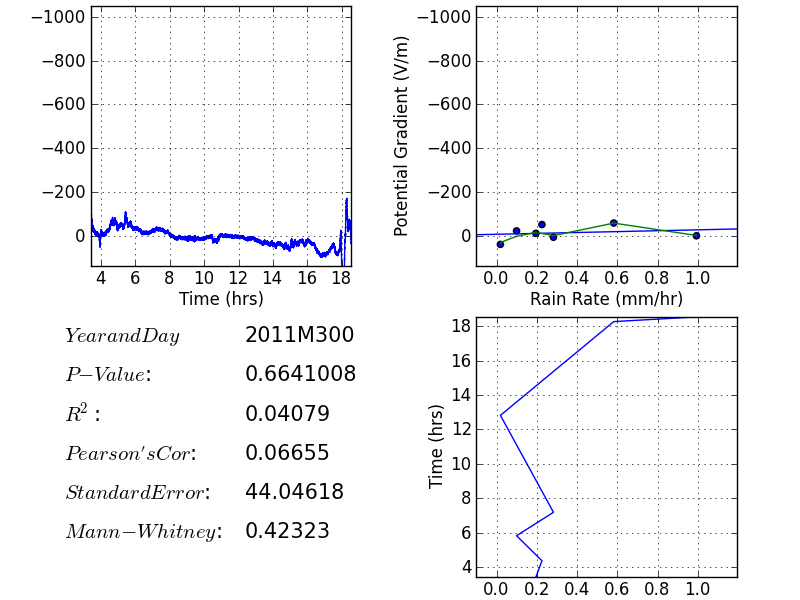 −1000
−800
−600
−400
−200
0
4 6 8 10 12 14 16 18
Time (hrs)
Potential Gradient (V/m)
−1000
−800
−600
−400
−200
0
0.0 0.2 0.4 0.6 0.8 1.0
Rain Rate (mm/hr)
YearandDay 2011M300
P−Value: 0.6641008
R²: 0.04079
Pearson'sCor: 0.06655
StandardError: 44.04618
Mann−Whitney: 0.42323
Time (hrs)
18
16
14
12
10
8
6
4
0.0 0.2 0.4 0.6 0.8 1.0